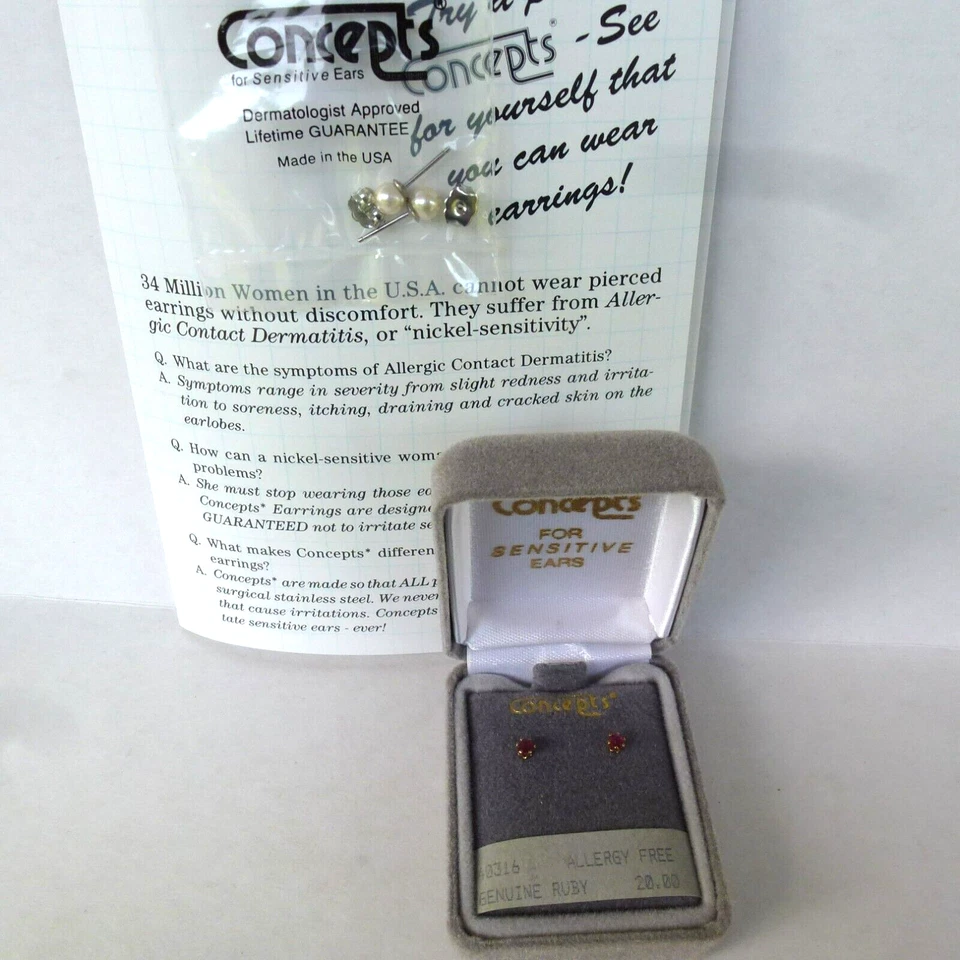 Concepts®
for Sensitive Ears
Dermatologist Approved
Lifetime GUARANTEE
Made in the USA
Try a
Concepts® - See
for yourself that
you can wear
earrings!
34 Million Women in the U.S.A. cannot wear pierced
earrings without discomfort. They suffer from Aller-
gic Contact Dermatitis, or “nickel-sensitivity”.
Q. What are the symptoms of Allergic Contact Dermatitis?
A. Symptoms range in severity from slight redness and irrita-
tion to soreness, itching, draining and cracked skin on the
earlobes.
Q. How can a nickel-sensitive
problems?
A. She must stop wearing those
Concepts* Earrings are
GUARANTEED not to irritate
Q. What makes Concepts*
earrings?
A. Concepts* are made so that ALL
surgical stainless steel. We never
that cause irritations. Concepts
tate sensitive ears - ever!
Concepts
FOR
SENSITIVE
EARS
Concepts®
0316 ALLERGY FREE
GENUINE RUBY 20.00